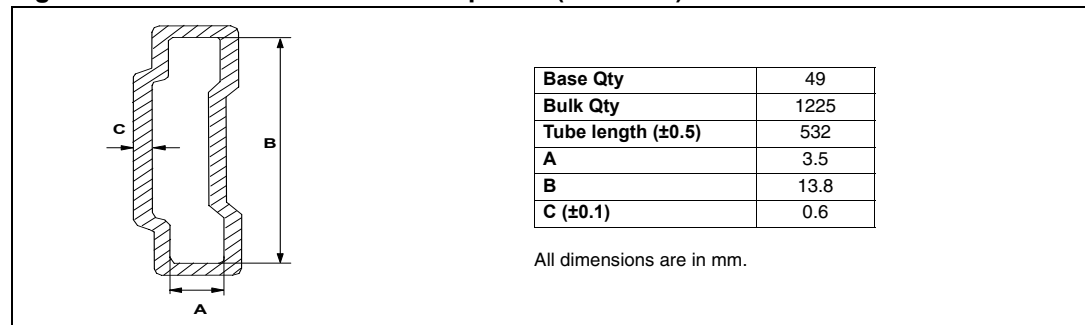 C
B
A
Base Qty 49
Bulk Qty 1225
Tube length (±0.5) 532
A 3.5
B 13.8
C (±0.1) 0.6
All dimensions are in mm.